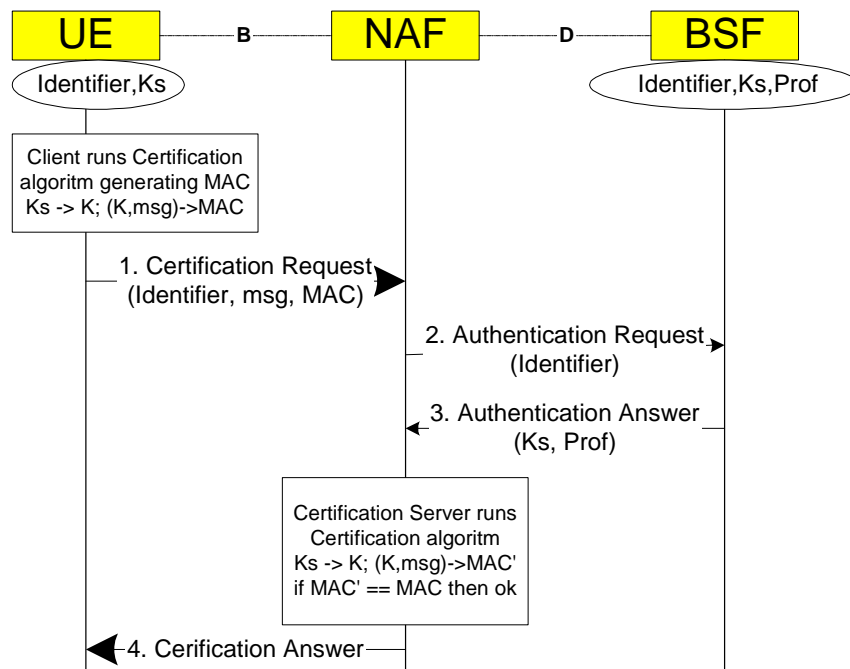 UE
B
NAF
D
BSF
Identifier,Ks
Identifier,Ks,Prof
Client runs Certification
algoritm generating MAC
Ks -> K; (K,msg)->MAC
1. Certification Request
(Identifier, msg, MAC)
2. Authentication Request
(Identifier)
3. Authentication Answer
(Ks, Prof)
Certification Server runs
Certification algoritm
Ks -> K; (K,msg)->MAC'
if MAC' == MAC then ok
4. Cerification Answer